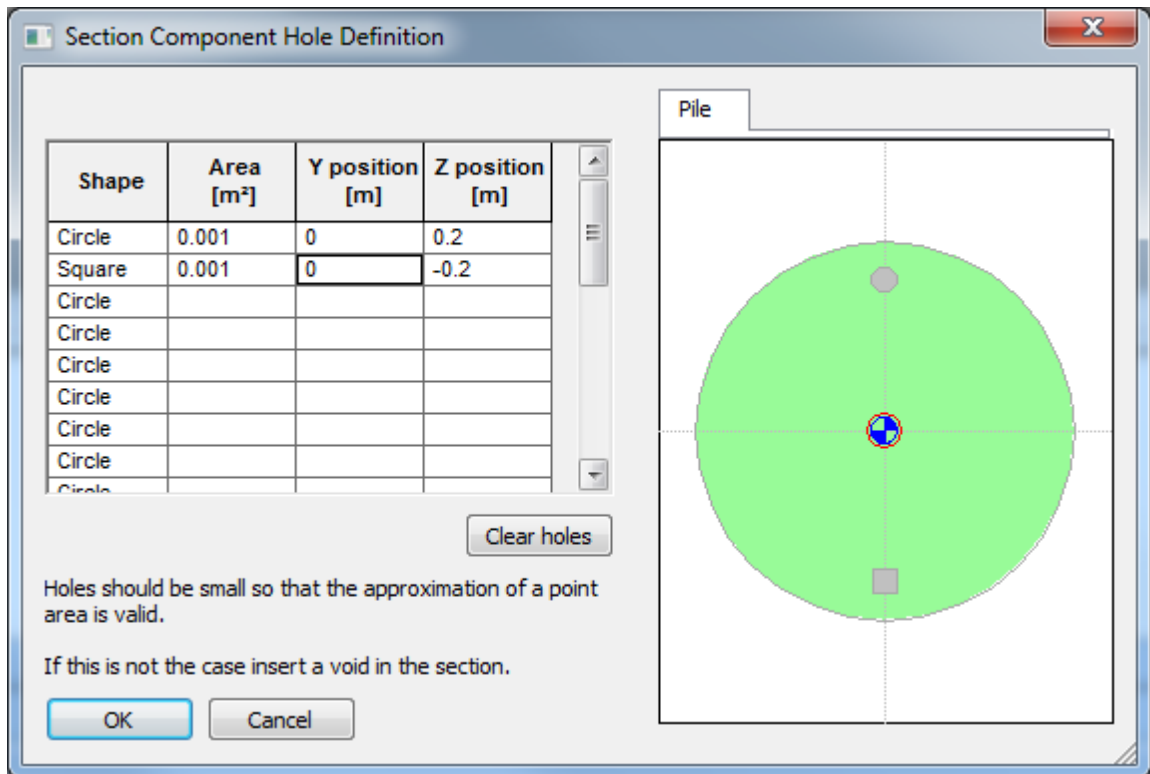 Section Component Hole Definition
Pile
Shape Area [m²] Y position [m] Z position [m]
Circle 0.001 0 0.2
Square 0.001 0 -0.2
Circle
Circle
Circle
Circle
Circle
Circle
Circle
Clear holes
Holes should be small so that the approximation of a point
area is valid.
If this is not the case insert a void in the section.
OK Cancel